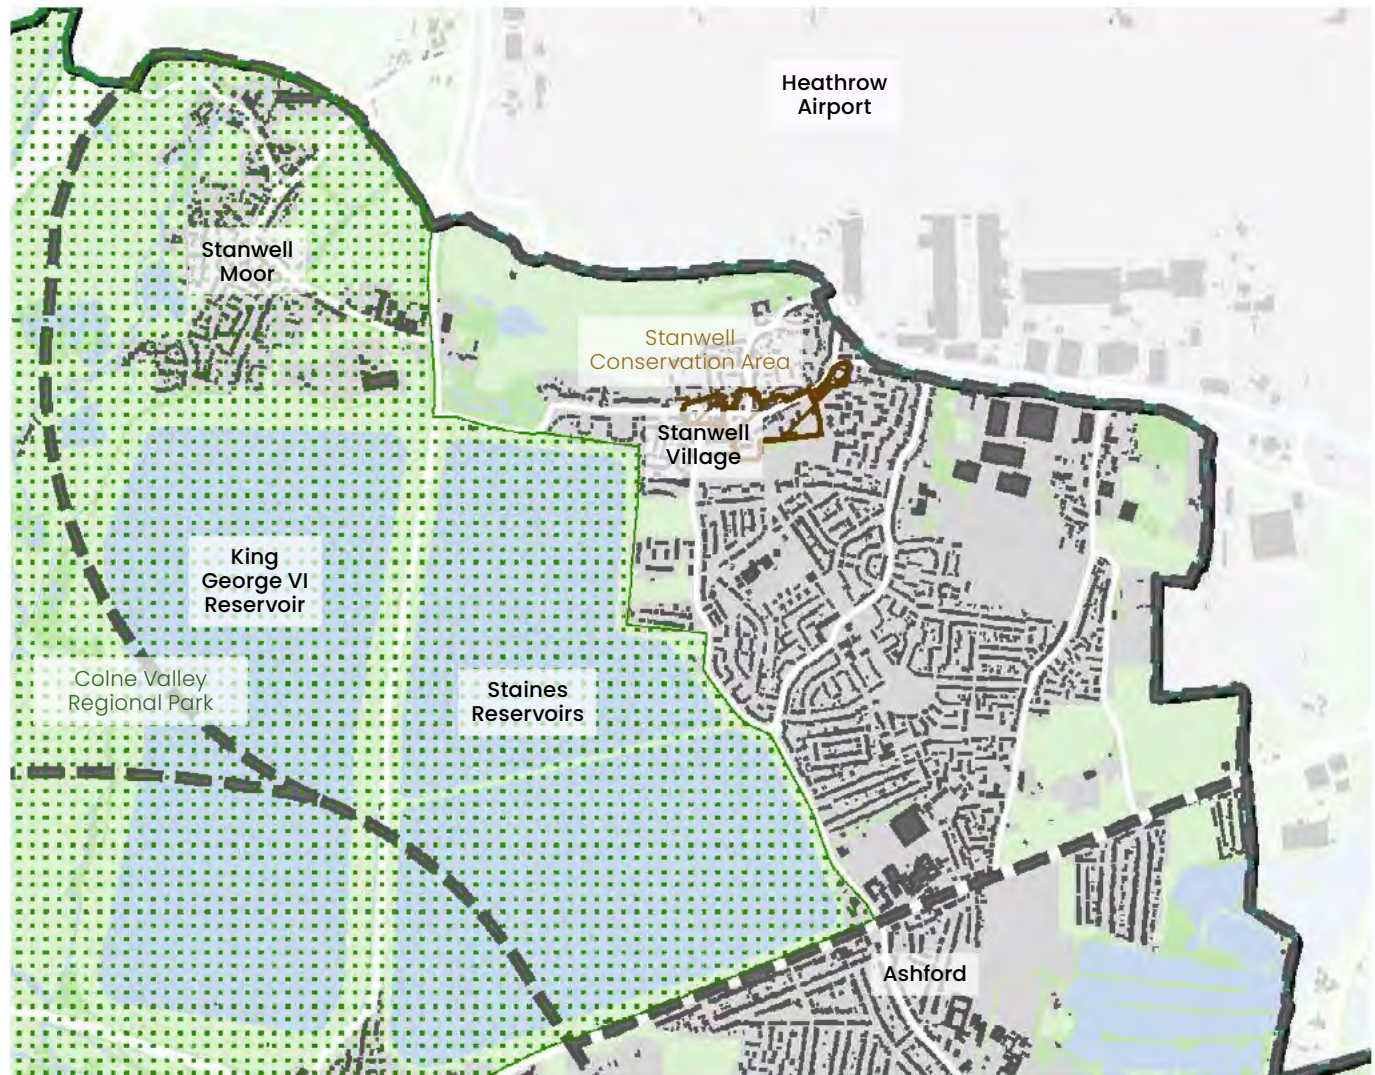 Heathrow
Airport
Stanwell
Moor
Stanwell
Conservation Area
Stanwell
Village
King
George VI
Reservoir
Colne Valley
Regional Park
Staines
Reservoirs
Ashford